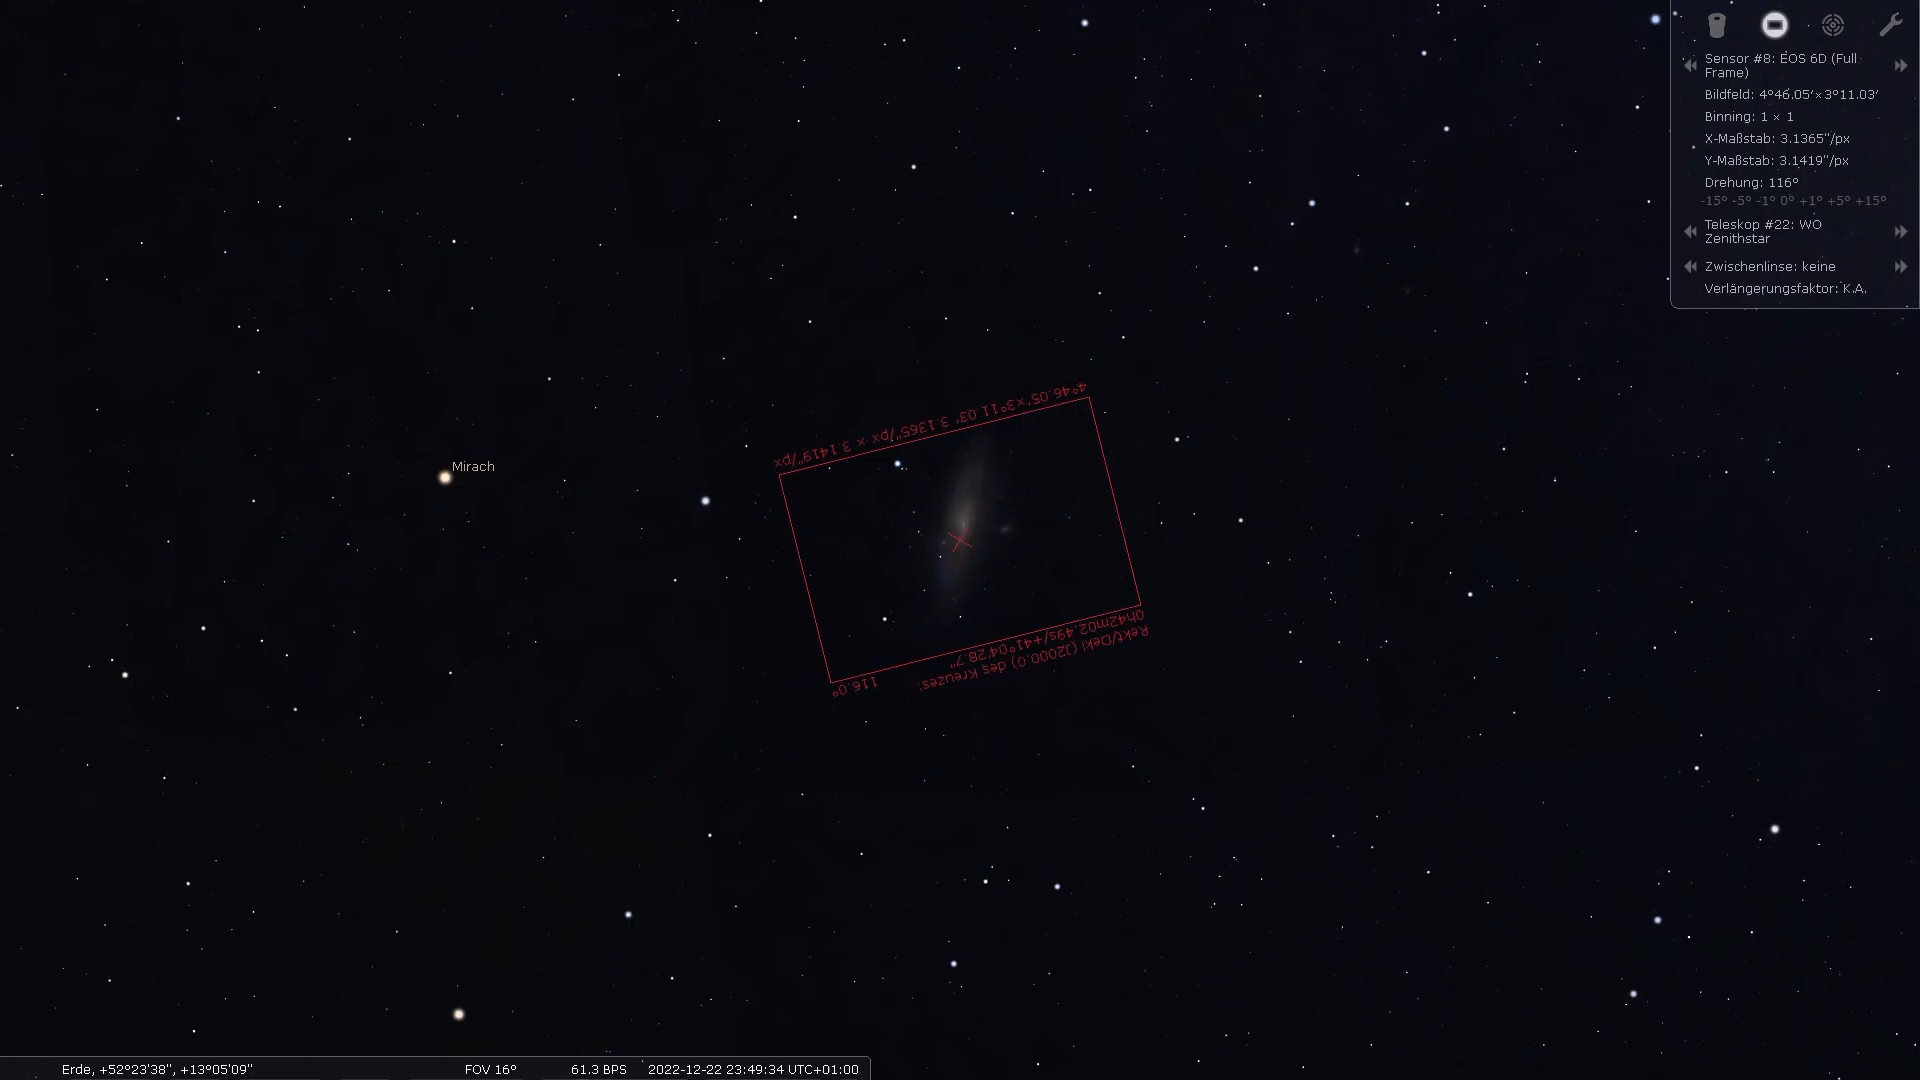 Sensor #8: EOS 6D (Full
Frame)
Bildfeld: 4°46.05'×3°11.03'
Binning: 1 × 1
X-Maßstab: 3.1365"/px
Y-Maßstab: 3.1419"/px
Drehung: 116°
-15° -5° -1° 0° +1° +5° +15°
Teleskop #22: WO
Zenithstar
Zwischenlinse: keine
Verlängerungsfaktor: K.A.
4°46.05'×3°11.03' 3.1365"/px × 3.1419"/px
Mirach
Rekt/Dekl (J2000.0) des Kreuzes:
0h42m02.49s/+41°04'28.7"
116.0°
Erde, +52°23'38", +13°05'09"
FOV 16°
61.3 BPS
2022-12-22 23:49:34 UTC+01:00